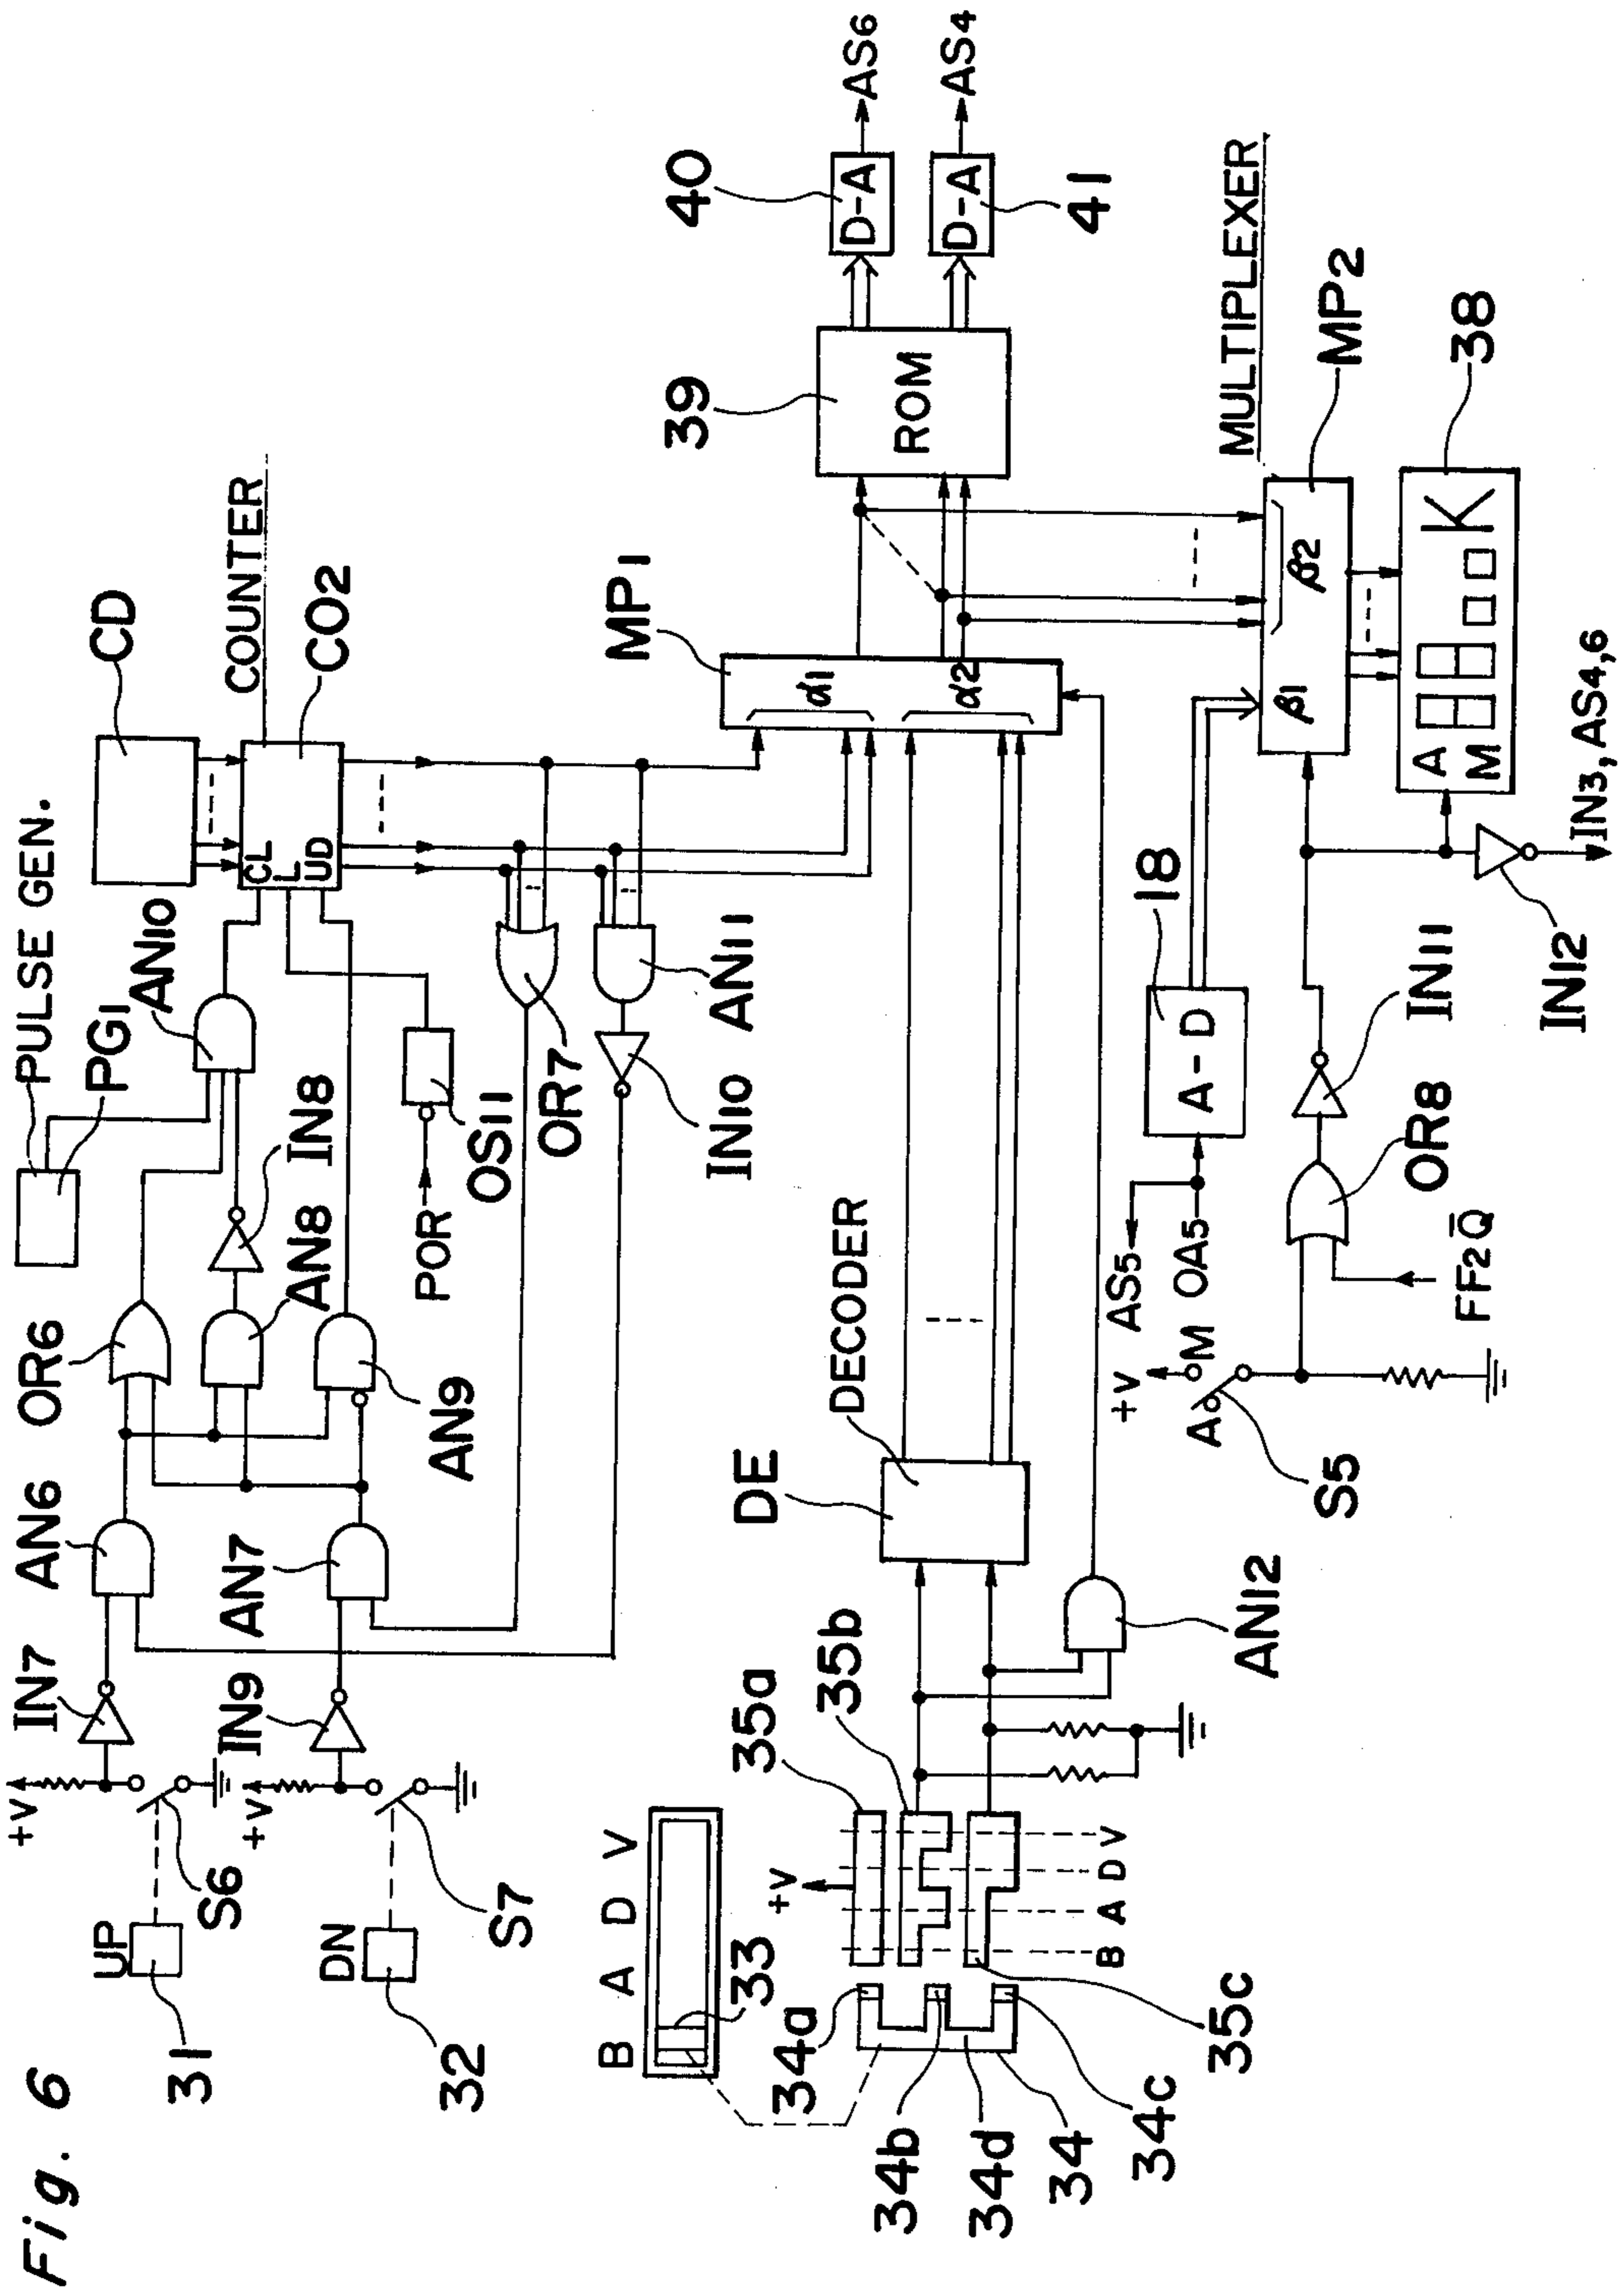 Fig. 6
UP
31
+V
S6
IN7
AN6
OR6
PULSE GEN.
PG1
AN10
CD
COUNTER
CO2
CL
L
UD
DN
32
+V
S7
IN9
AN7
AN9
AN8
IN8
POR
OS11
OR7
IN10
AN11
B A D V
33
34a
34b
34d
34
34c
+V
35a
35b
35c
B A D V
DE
DECODER
AN12
MP1
α1
α2
39
ROM
40
D-A
AS6
D-A
AS4
41
S5
A
M
+V
AS5
OA5
18
A-D
FF2Q̅
OR8
IN11
IN12
IN3, AS4,6
MULTIPLEXER
MP2
β1
β2
A
M
K
38